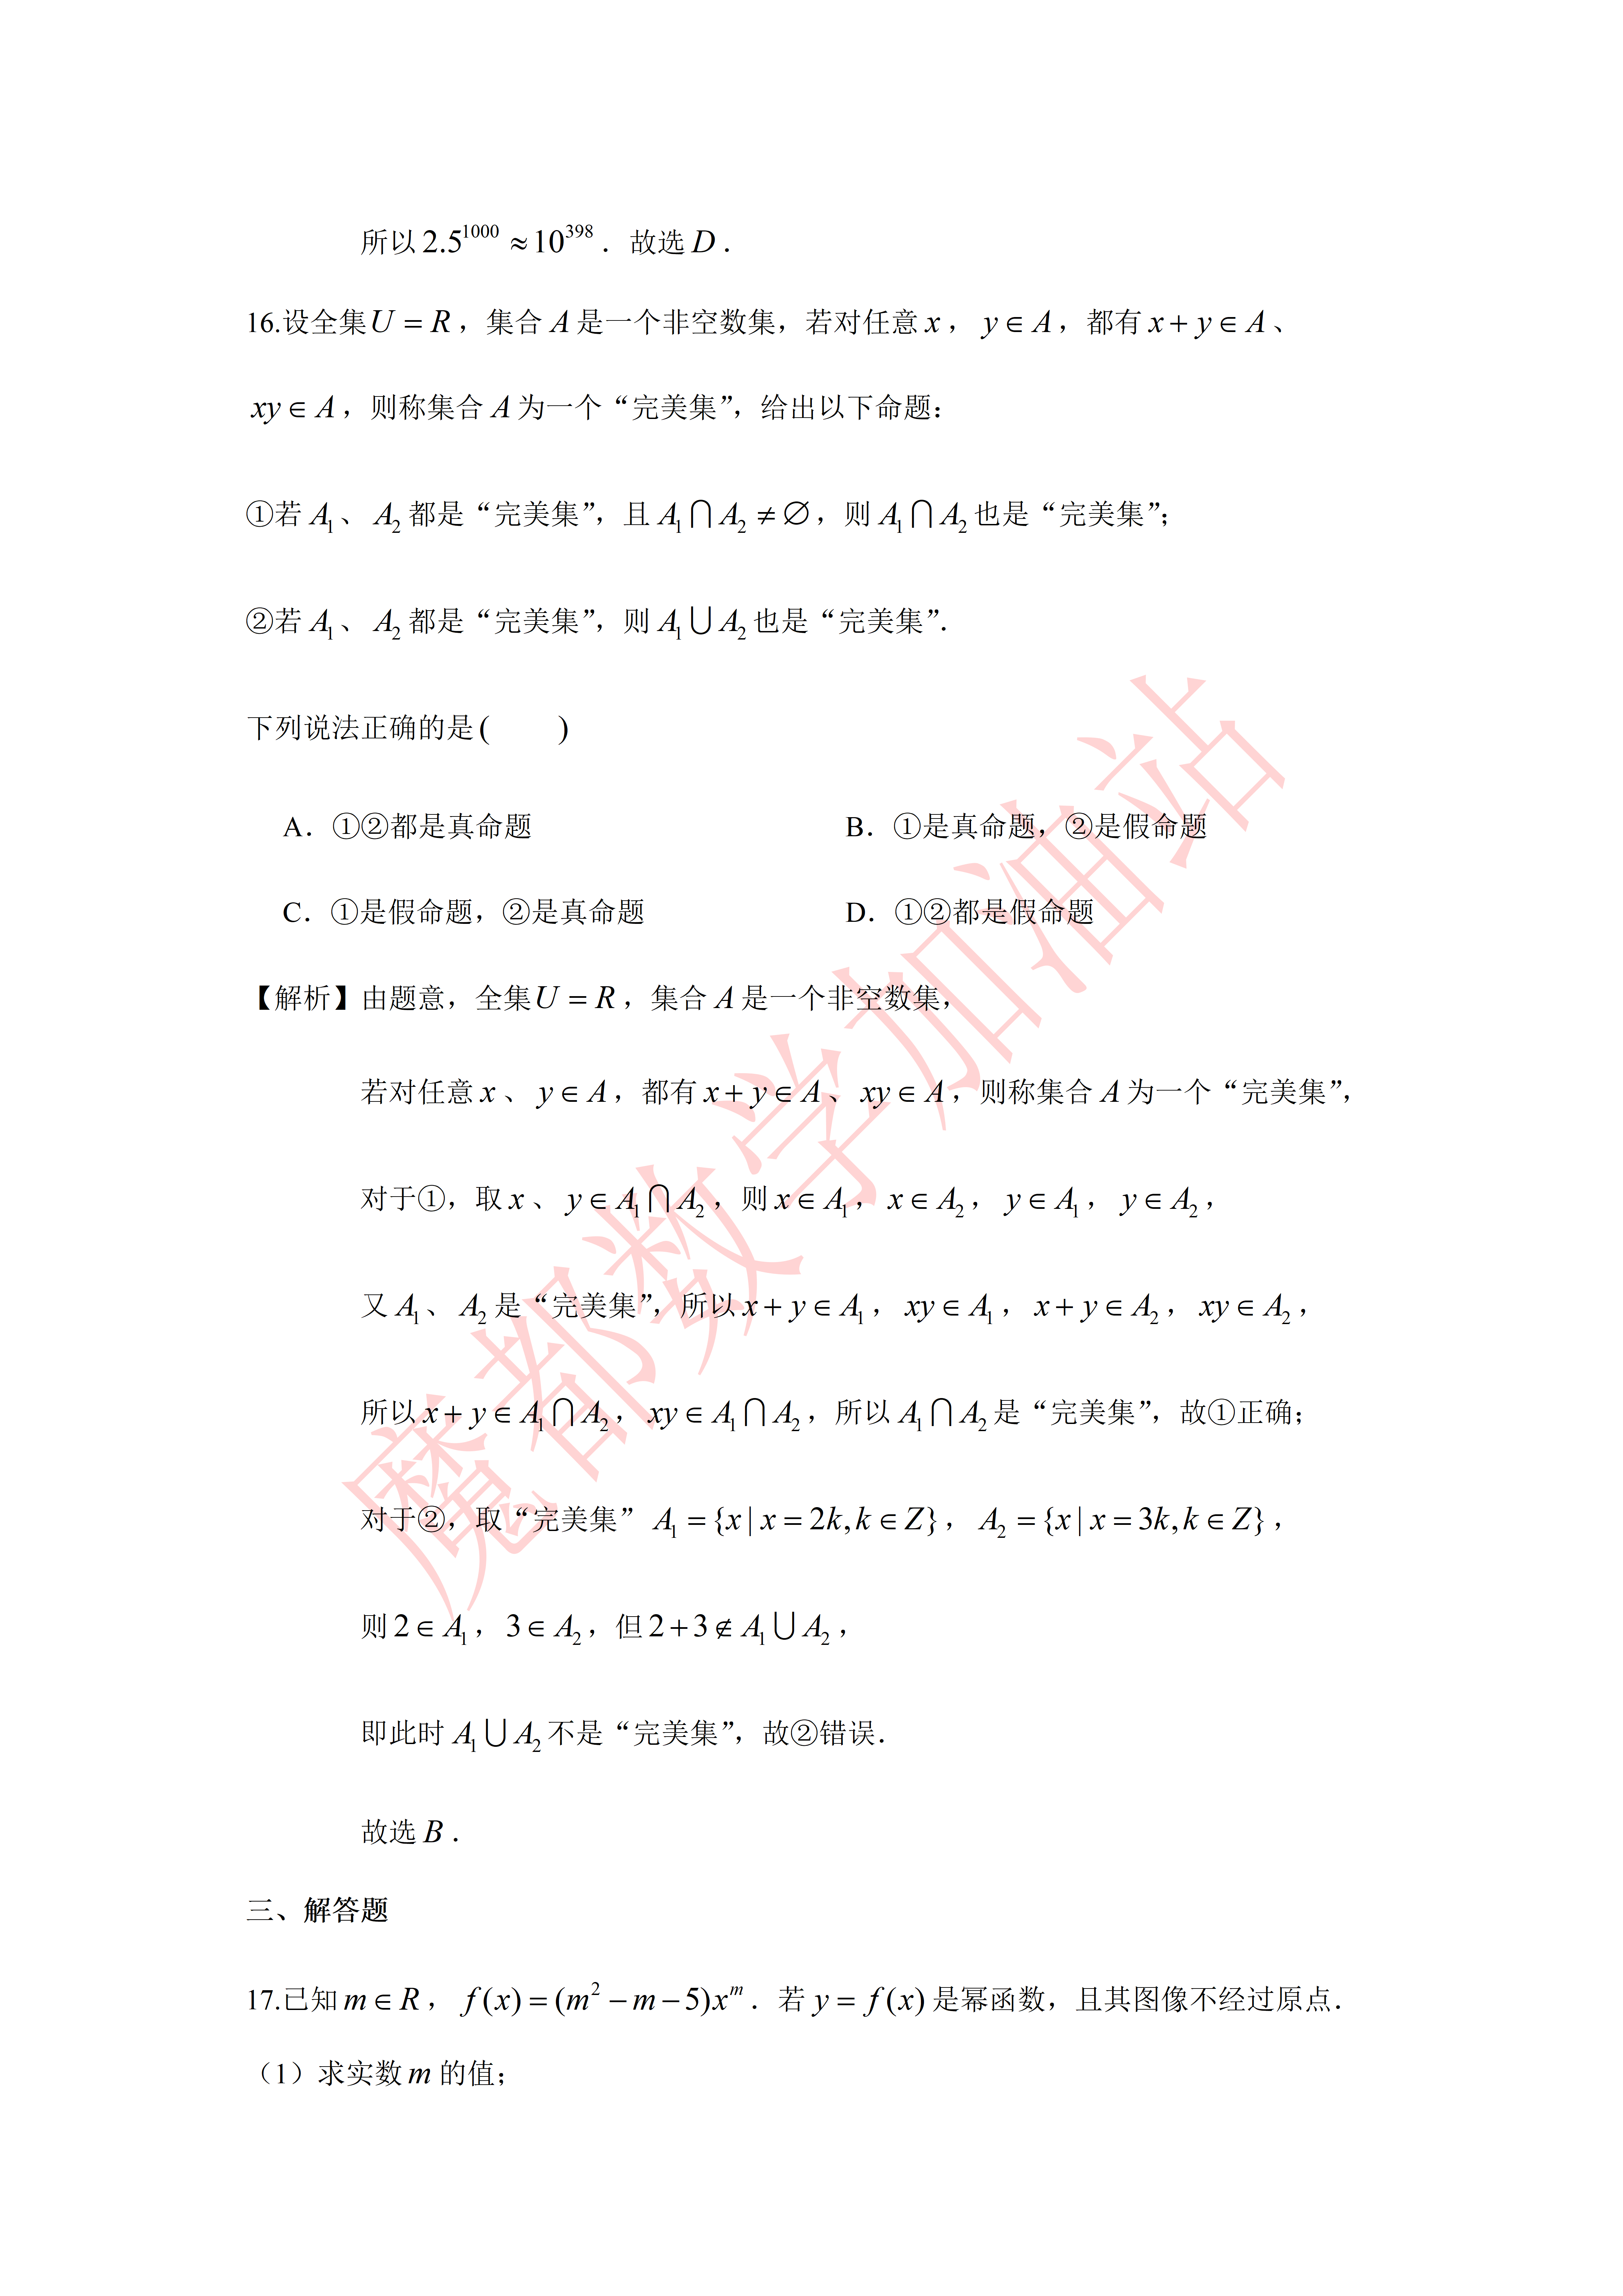 所以2.5^1000 ≈ 10^398．故选D．
16.设全集U = R，集合A是一个非空数集，若对任意x，y∈A，都有x+y∈A、
xy∈A，则称集合A为一个“完美集”，给出以下命题：
①若A₁、A₂都是“完美集”，且A₁⋂A₂≠∅，则A₁⋂A₂也是“完美集”；
②若A₁、A₂都是“完美集”，则A₁⋃A₂也是“完美集”．
下列说法正确的是(　　)
A．①②都是真命题　　B．①是真命题，②是假命题
C．①是假命题，②是真命题　　D．①②都是假命题
【解析】由题意，全集U = R，集合A是一个非空数集，
若对任意x、y∈A，都有x+y∈A、xy∈A，则称集合A为一个“完美集”，
对于①，取x、y∈A₁⋂A₂，则x∈A₁，x∈A₂，y∈A₁，y∈A₂，
又A₁、A₂是“完美集”，所以x+y∈A₁，xy∈A₁，x+y∈A₂，xy∈A₂，
所以x+y∈A₁⋂A₂，xy∈A₁⋂A₂，所以A₁⋂A₂是“完美集”，故①正确；
对于②，取“完美集”A₁={x|x=2k,k∈Z}，A₂={x|x=3k,k∈Z}，
则2∈A₁，3∈A₂，但2+3∉A₁⋃A₂，
即此时A₁⋃A₂不是“完美集”，故②错误．
故选B．
三、解答题
17.已知m∈R，f(x)=(m²−m−5)x^m．若y=f(x)是幂函数，且其图像不经过原点．
（1）求实数m的值；
魔都数学加油站